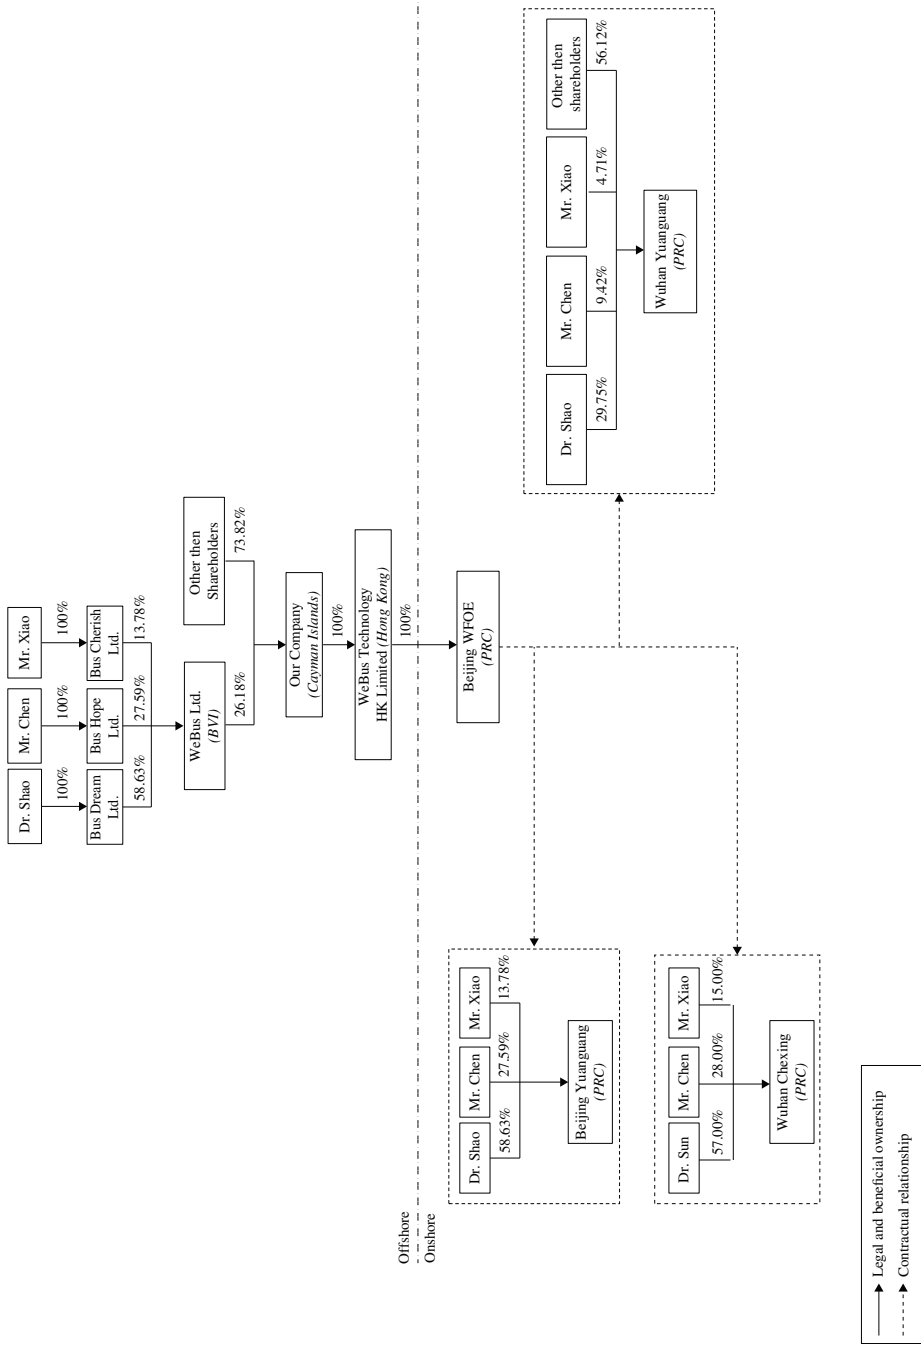 Dr. Shao
Mr. Chen
Mr. Xiao
100%
100%
100%
Bus Dream
Ltd.
Bus Hope
Ltd.
Bus Cherish
Ltd.
58.63%
27.59%
13.78%
WeBus Ltd.
(BVI)
Other then
Shareholders
26.18%
73.82%
Our Company
(Cayman Islands)
100%
WeBus Technology
HK Limited (Hong Kong)
Offshore
100%
Onshore
Beijing WFOE
(PRC)
Dr. Shao
Mr. Chen
Mr. Xiao
58.63%
27.59%
13.78%
Beijing Yuanguang
(PRC)
Dr. Sun
Mr. Chen
Mr. Xiao
57.00%
28.00%
15.00%
Wuhan Chexing
(PRC)
Dr. Shao
Mr. Chen
Mr. Xiao
Other then
shareholders
29.75%
9.42%
4.71%
56.12%
Wuhan Yuanguang
(PRC)
Legal and beneficial ownership
Contractual relationship